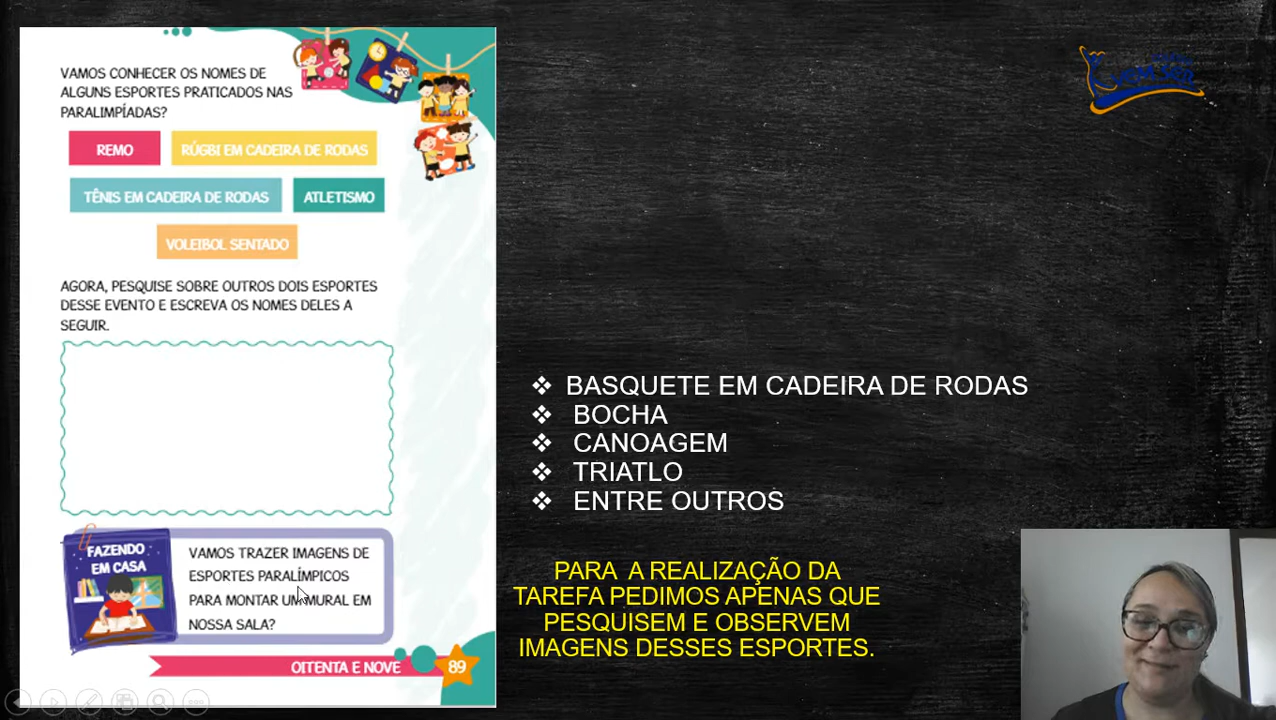 VAMOS CONHECER OS NOMES DE
ALGUNS ESPORTES PRATICADOS NAS
PARALIMPÍADAS?
REMO
RÚGBI EM CADEIRA DE RODAS
TÊNIS EM CADEIRA DE RODAS
ATLETISMO
VOLEIBOL SENTADO
AGORA, PESQUISE SOBRE OUTROS DOIS ESPORTES
DESSE EVENTO E ESCREVA OS NOMES DELES A
SEGUIR.
FAZENDO
EM CASA
VAMOS TRAZER IMAGENS DE
ESPORTES PARALÍMPICOS
PARA MONTAR UM MURAL EM
NOSSA SALA?
OITENTA E NOVE
89
❖ BASQUETE EM CADEIRA DE RODAS
❖ BOCHA
❖ CANOAGEM
❖ TRIATLO
❖ ENTRE OUTROS
PARA A REALIZAÇÃO DA
TAREFA PEDIMOS APENAS QUE
PESQUISEM E OBSERVEM
IMAGENS DESSES ESPORTES.